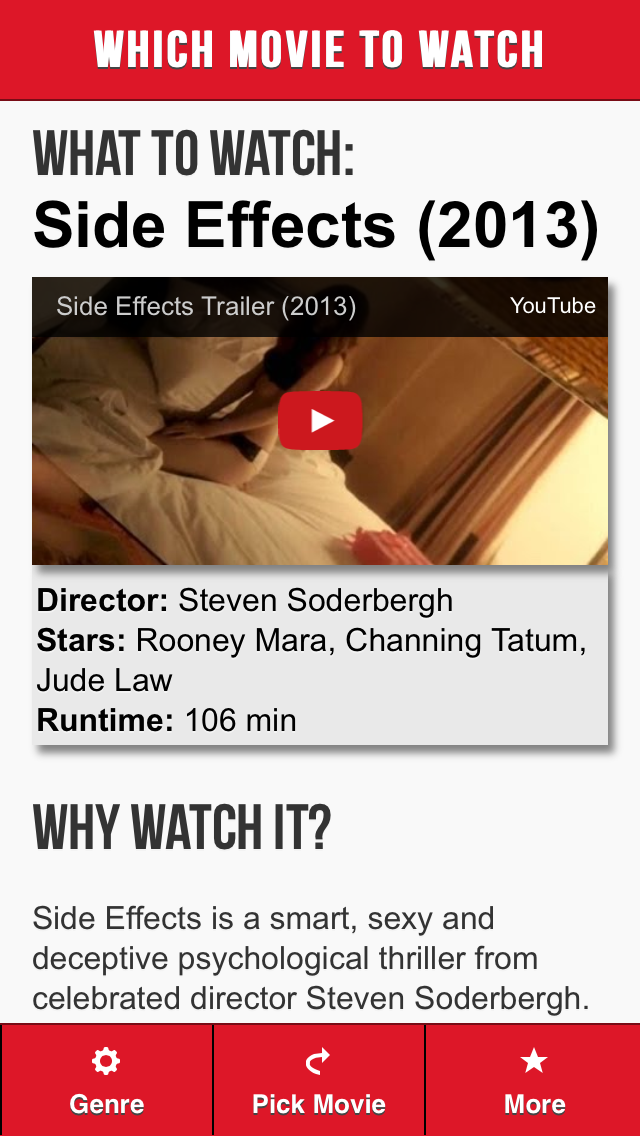 WHICH MOVIE TO WATCH
WHAT TO WATCH:
Side Effects (2013)
Side Effects Trailer (2013)
YouTube
Director: Steven Soderbergh
Stars: Rooney Mara, Channing Tatum,
Jude Law
Runtime: 106 min
WHY WATCH IT?
Side Effects is a smart, sexy and
deceptive psychological thriller from
celebrated director Steven Soderbergh.
Genre
Pick Movie
More